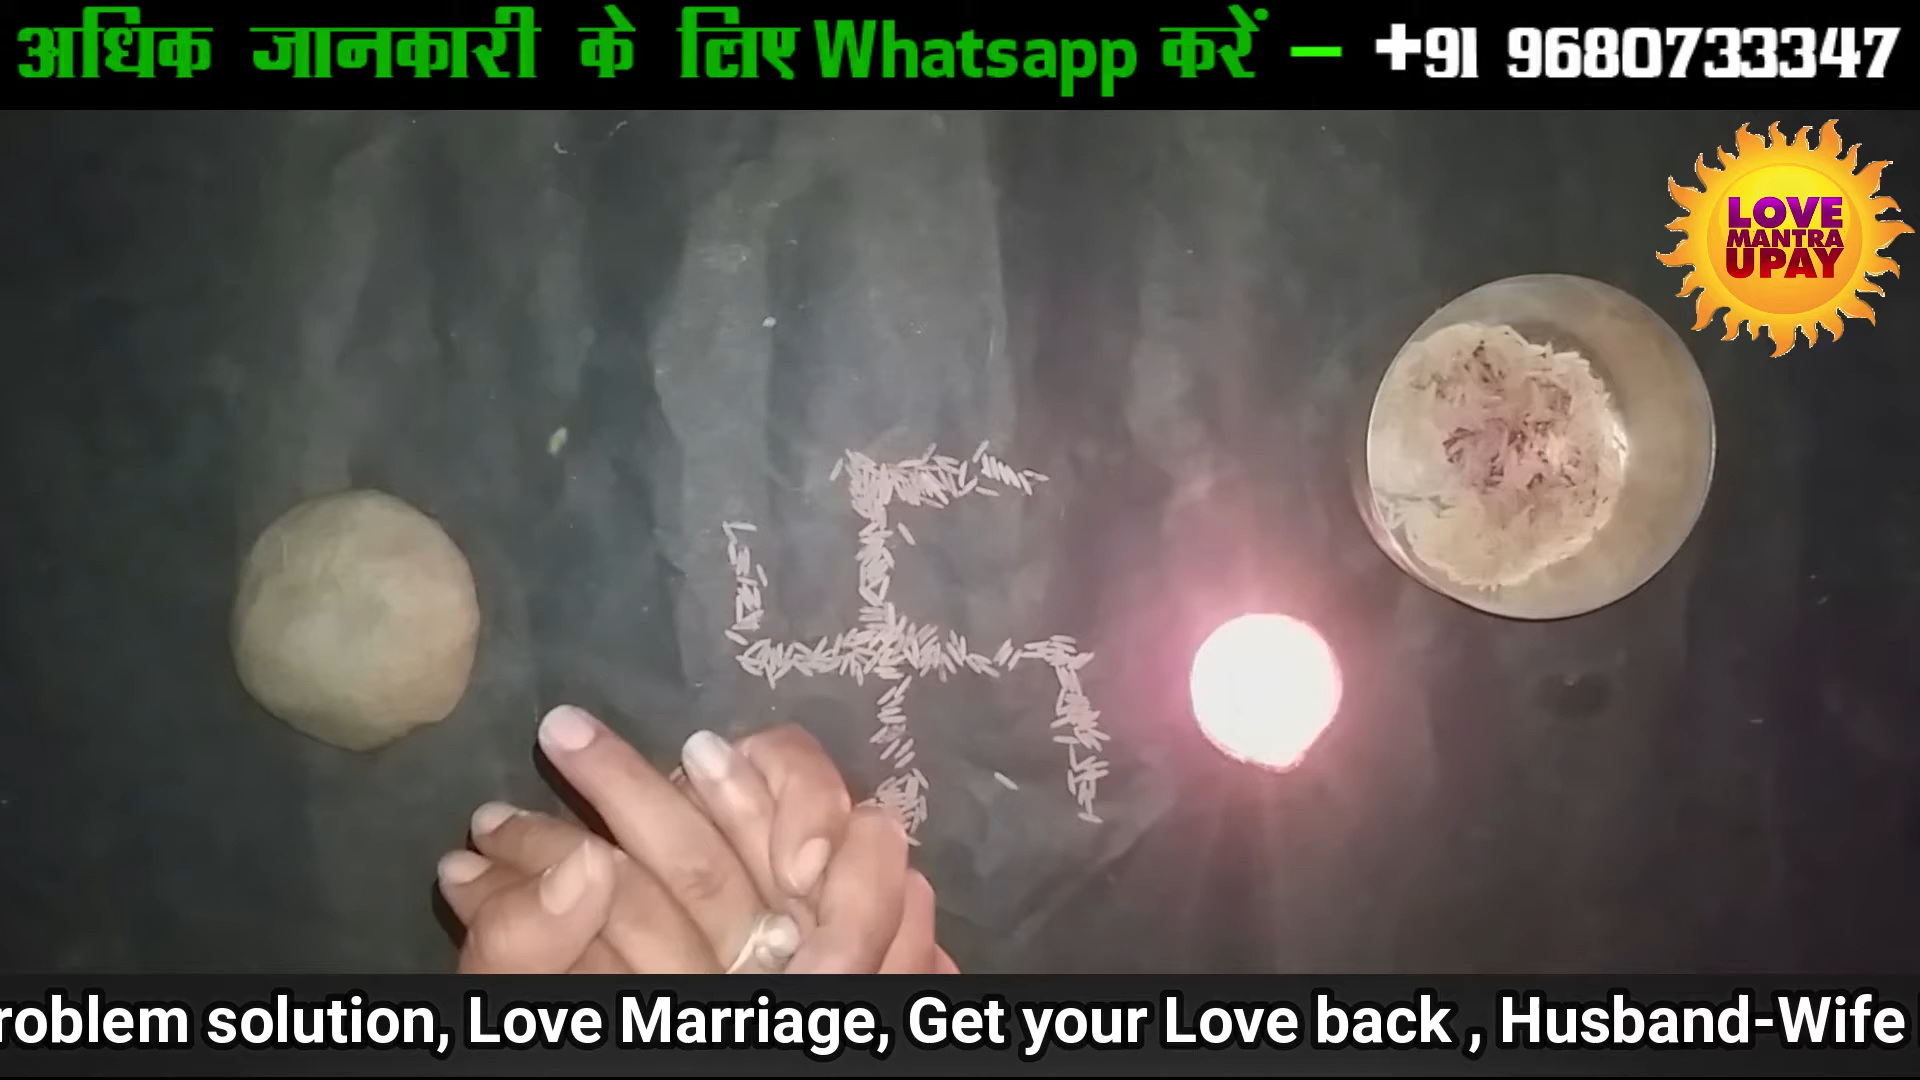 अधिक जानकारी के लिए Whatsapp करें – +91 9680733347
LOVE
MANTRA
UPAY
roblem solution, Love Marriage, Get your Love back , Husband-Wife